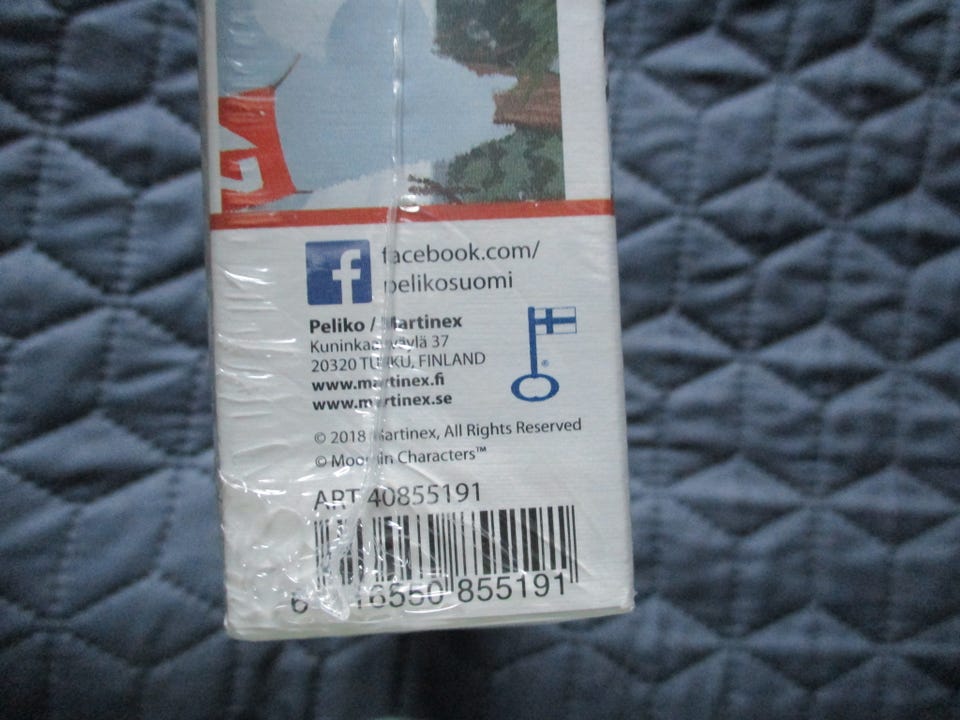 facebook.com/
pelikosuomi
Peliko / Martinex
Kuninkaanväylä 37
20320 TURKU, FINLAND
www.martinex.fi
www.martinex.se
© 2018 Martinex, All Rights Reserved
© Moomin Characters™
ART 40855191
6 416550 855191